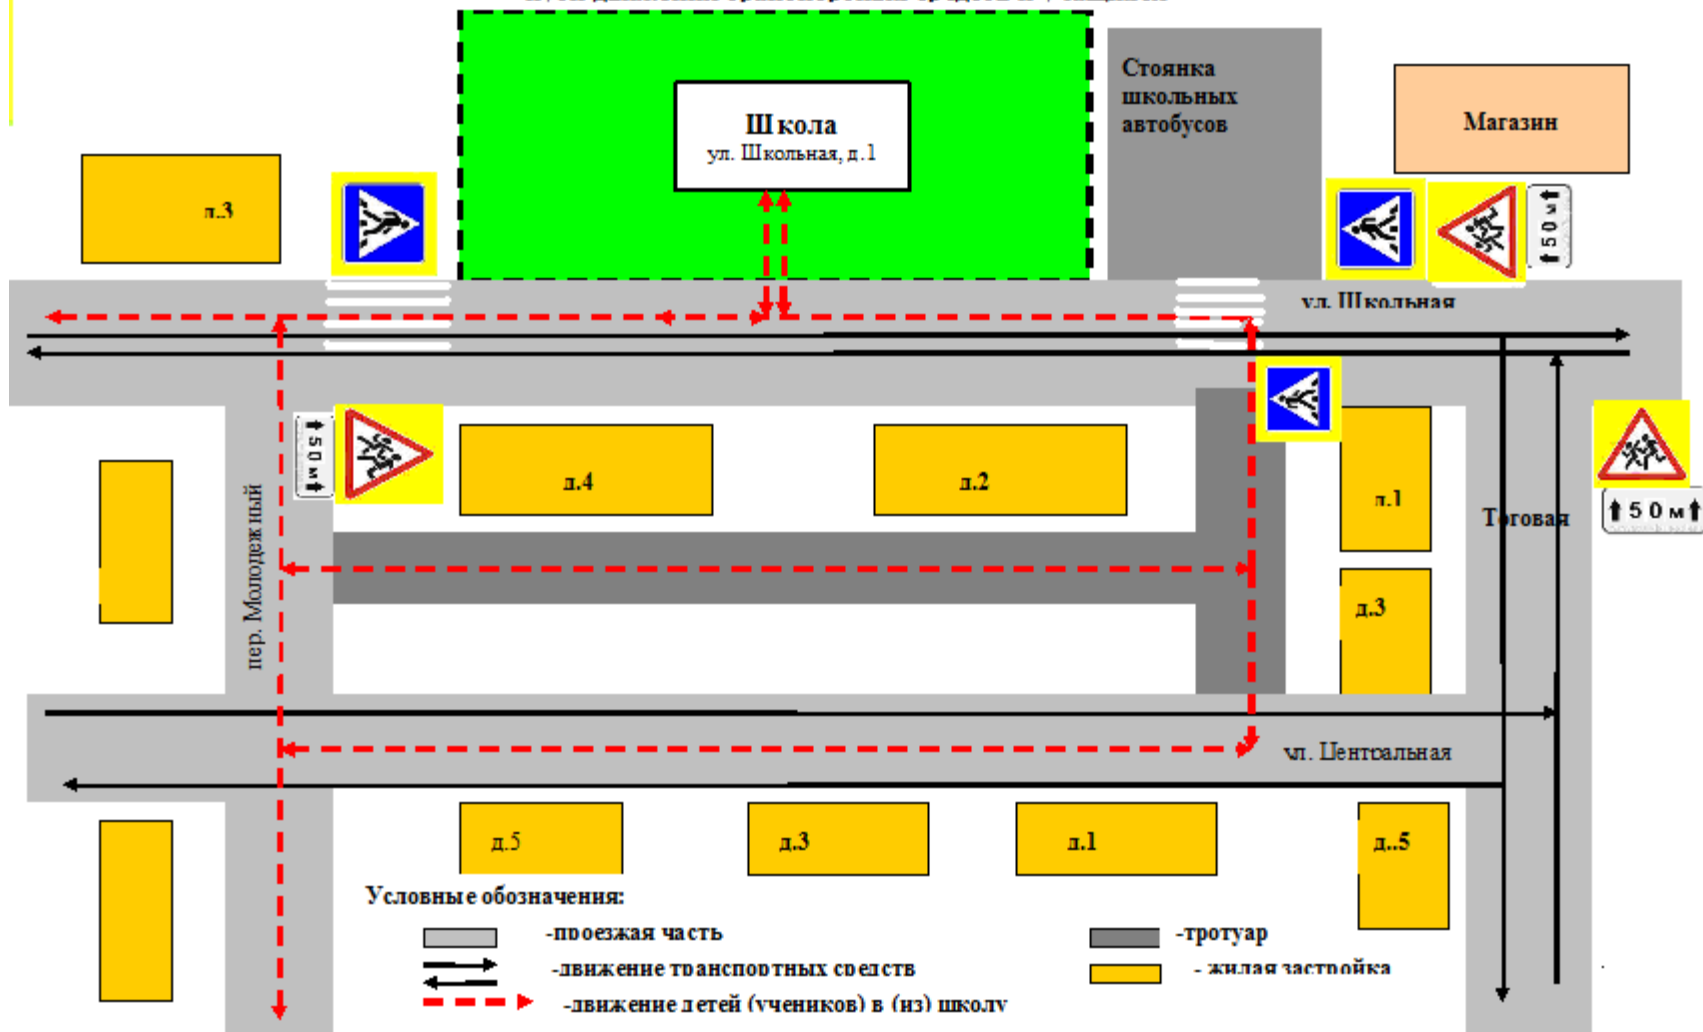 Стоянка
школьных
автобусов
Школа
ул. Школьная, д.1
Магазин
д.3
50 м
ул. Школьная
50 м
д.4
д.2
д.1
50 м
Тоговая
пер. Молодежный
д.3
ул. Центральная
д.5
д.3
д.1
д..5
Условные обозначения:
-проезжая часть
-тротуар
-движение транспортных средств
- жилая застройка
-движение детей (учеников) в (из) школу